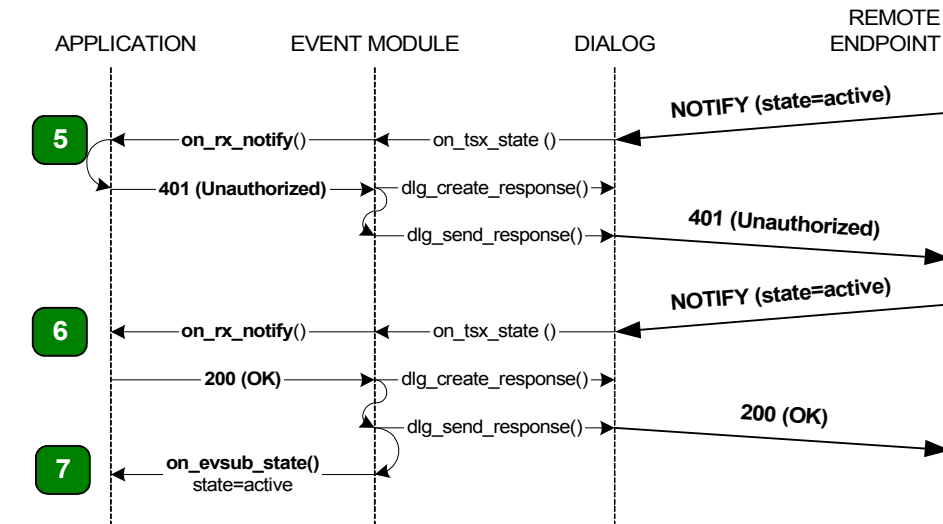 REMOTE
APPLICATION EVENT MODULE DIALOG ENDPOINT
NOTIFY (state=active)
5 on_rx_notify() on_tsx_state ()
401 (Unauthorized) dlg_create_response()
401 (Unauthorized)
dlg_send_response()
NOTIFY (state=active)
6 on_rx_notify() on_tsx_state ()
200 (OK) dlg_create_response()
200 (OK)
dlg_send_response()
7 on_evsub_state()
state=active